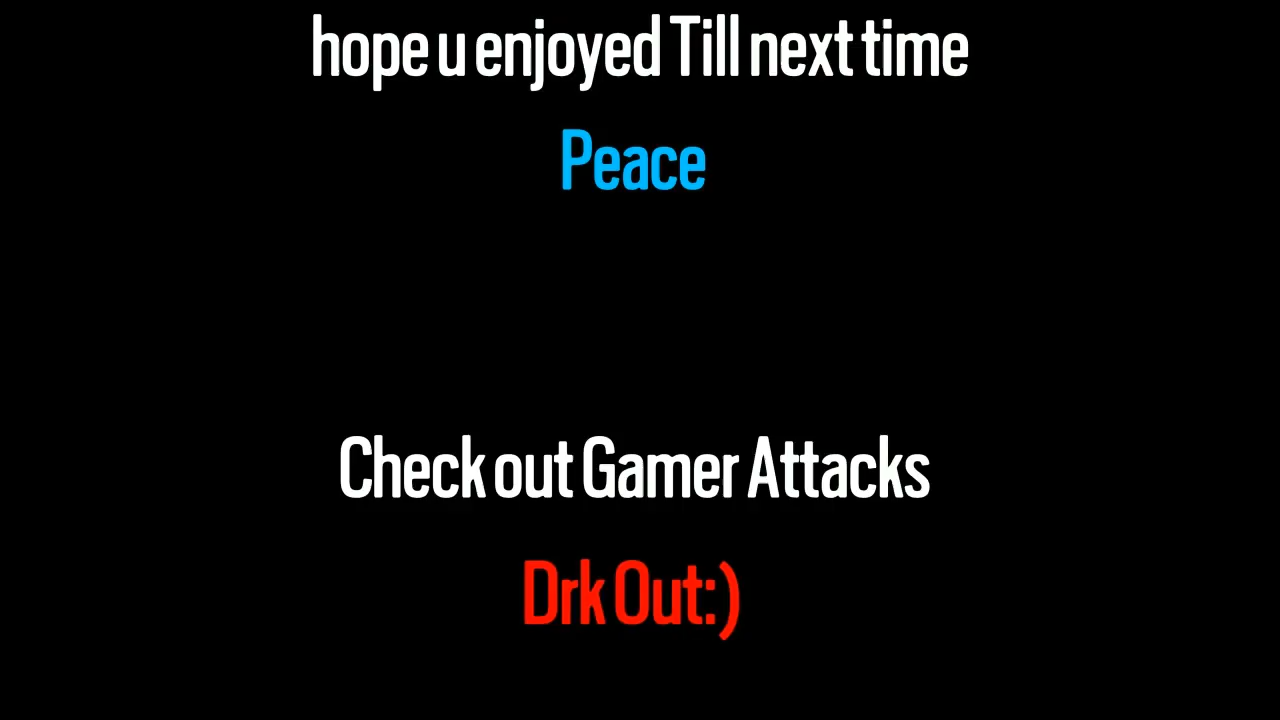 hope u enjoyed Till next time
Peace
Check out Gamer Attacks
Drk Out:)